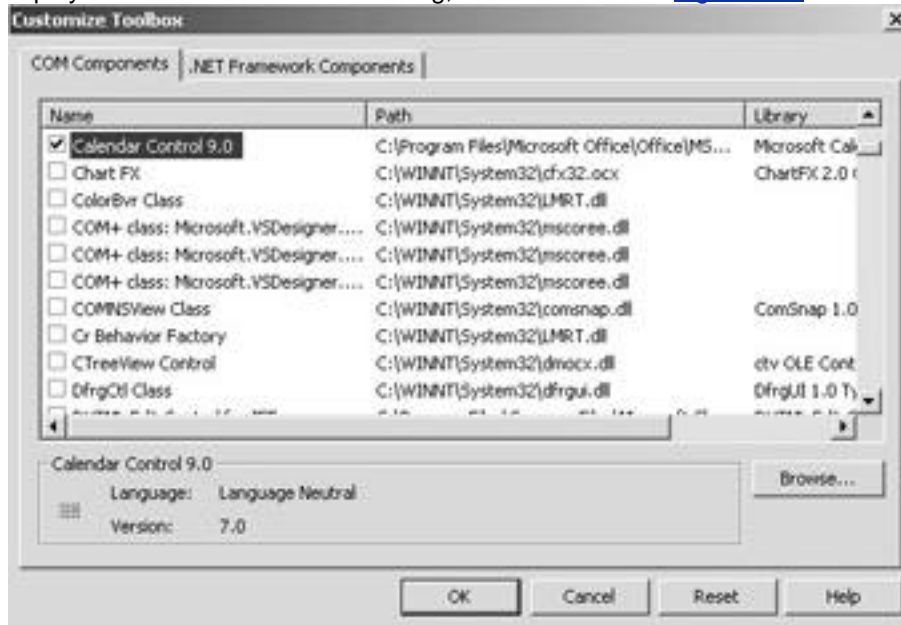 Customize Toolbox
COM Components .NET Framework Components
Name Path Library
Calendar Control 9.0 C:\Program Files\Microsoft Office\Office\MS... Microsoft Cal
Chart FX C:\WINNT\System32\cfx32.ocx ChartFX 2.0
ColorBvr Class C:\WINNT\System32\LMRT.dll
COM+ class: Microsoft.VSDesigner.... C:\WINNT\System32\mscoree.dll
COM+ class: Microsoft.VSDesigner.... C:\WINNT\System32\mscoree.dll
COM+ class: Microsoft.VSDesigner.... C:\WINNT\System32\mscoree.dll
COMNSView Class C:\WINNT\System32\comsnap.dll ComSnap 1.0
Cr Behavior Factory C:\WINNT\System32\LMRT.dll
CTreeView Control C:\WINNT\System32\dmocx.dll ctv OLE Cont
DfrgCtl Class C:\WINNT\System32\dfrgui.dll DfrgUI 1.0 Ty
Calendar Control 9.0
Language: Language Neutral
Version: 7.0
Browse...
OK Cancel Reset Help